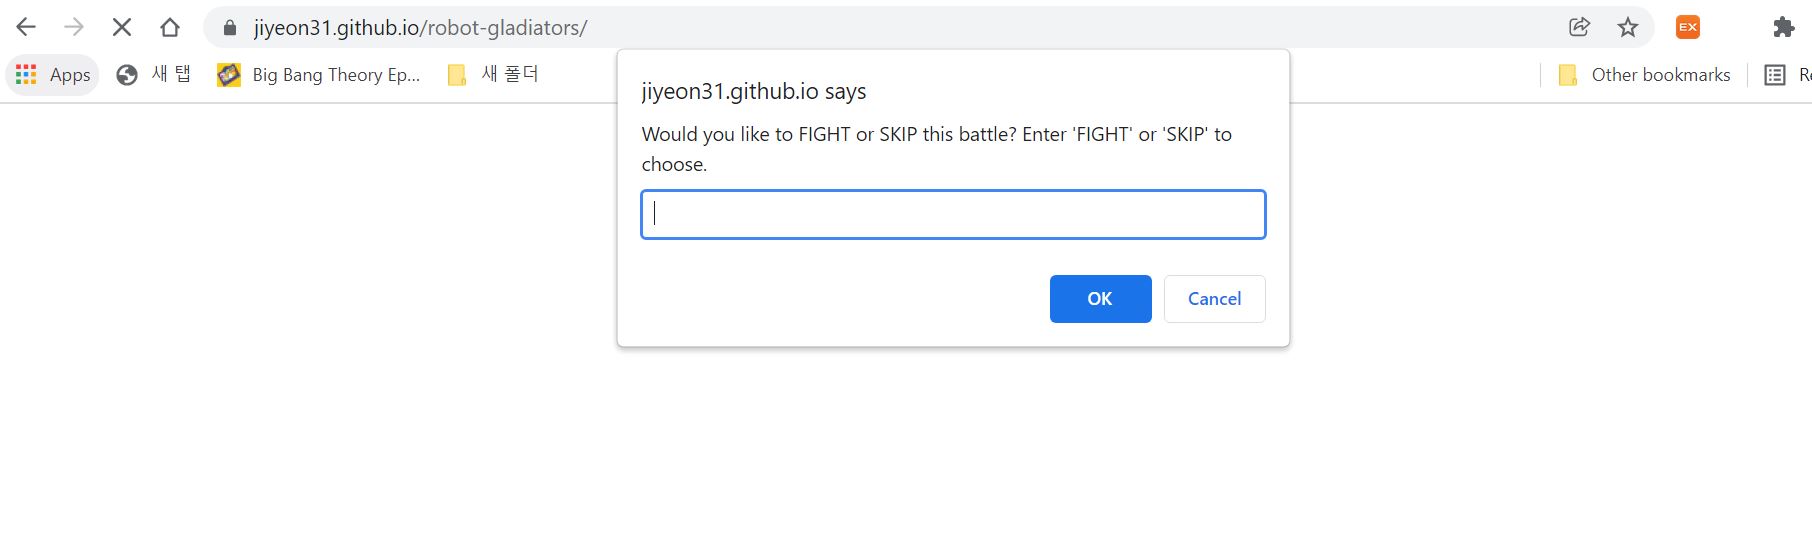 jiyeon31.github.io/robot-gladiators/
EX
Apps 새 탭 Big Bang Theory Ep... 새 폴더 Other bookmarks
jiyeon31.github.io says
Would you like to FIGHT or SKIP this battle? Enter 'FIGHT' or 'SKIP' to
choose.
OK Cancel